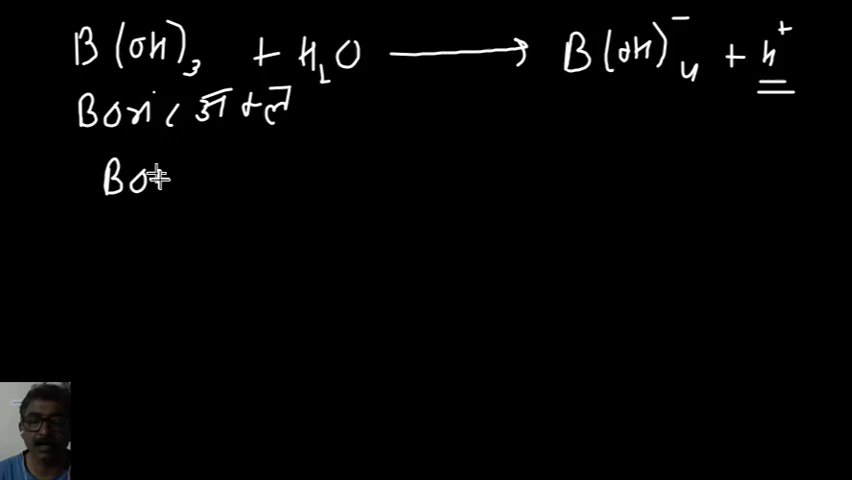 B(OH)₃ + H₂O ⟶ B(OH)₄⁻ + H⁺
Boric अम्ल
Bo